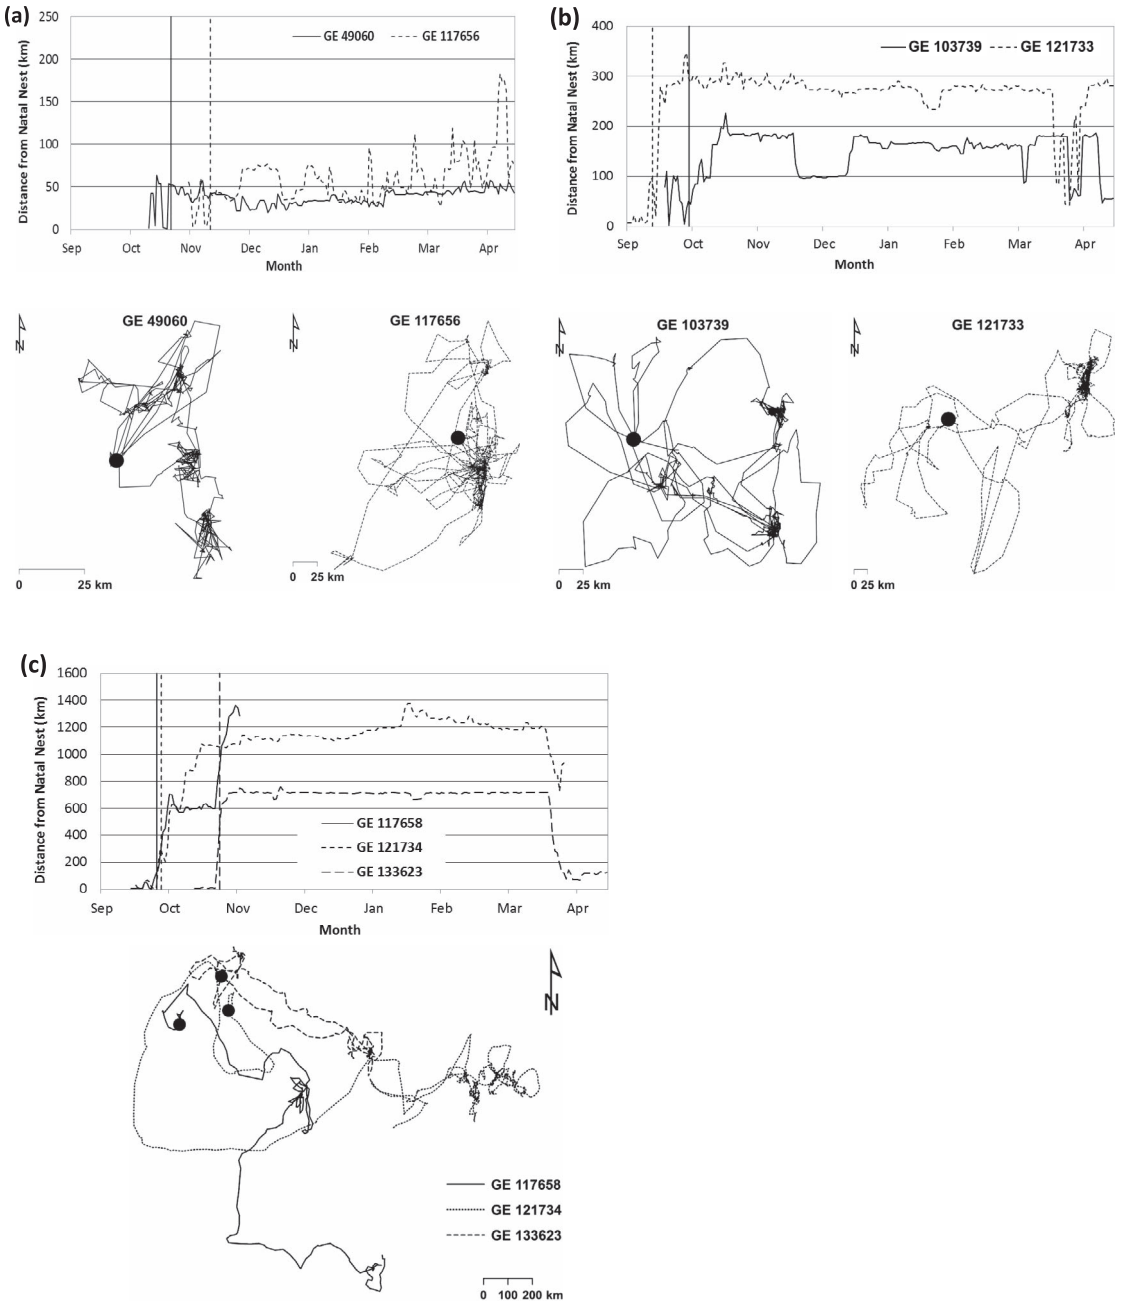 (a)
GE 49060 GE 117656
Distance from Natal Nest (km)
250
200
150
100
50
0
Sep Oct Nov Dec Jan Feb Mar Apr
Month
(b)
GE 103739 GE 121733
Distance from Natal Nest (km)
400
300
200
100
0
Sep Oct Nov Dec Jan Feb Mar Apr
Month
GE 49060
N
0 25 km
GE 117656
N
0 25 km
GE 103739
N
0 25 km
GE 121733
N
0 25 km
(c)
Distance from Natal Nest (km)
1600
1400
1200
1000
800
600
400
200
0
GE 117658
GE 121734
GE 133623
Sep Oct Nov Dec Jan Feb Mar Apr
Month
N
GE 117658
GE 121734
GE 133623
0 100 200 km